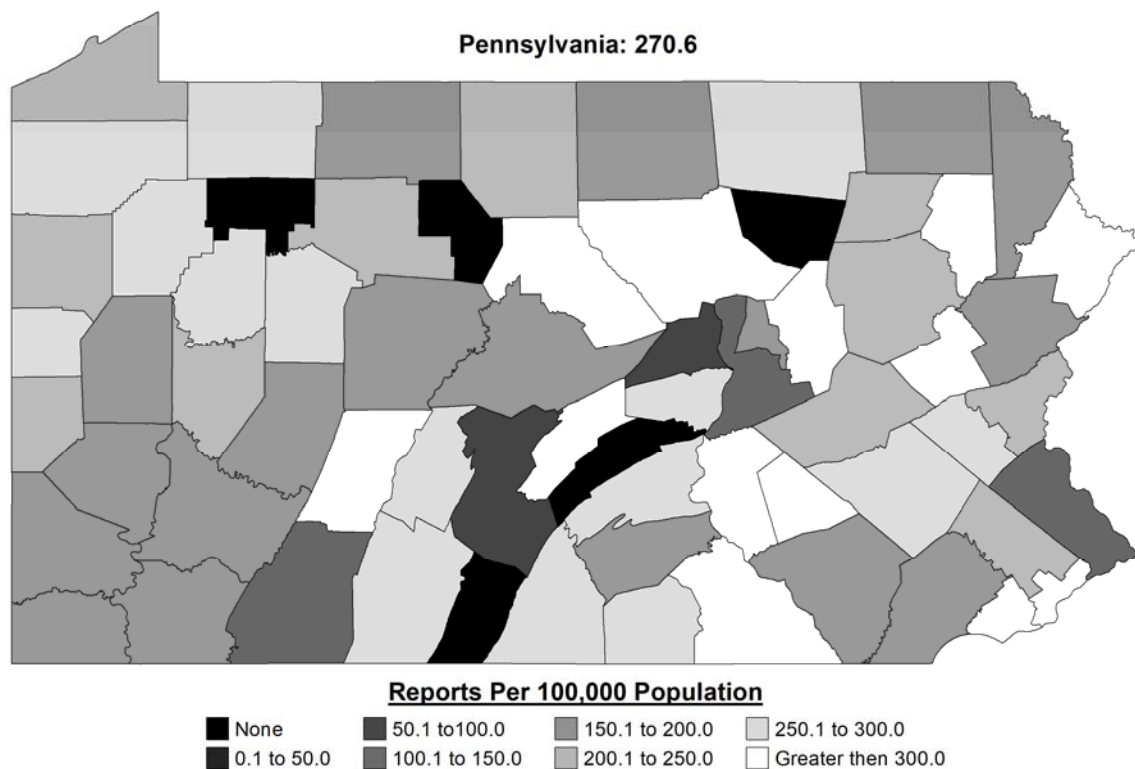 Pennsylvania: 270.6
Reports Per 100,000 Population
None
50.1 to100.0
150.1 to 200.0
250.1 to 300.0
0.1 to 50.0
100.1 to 150.0
200.1 to 250.0
Greater then 300.0